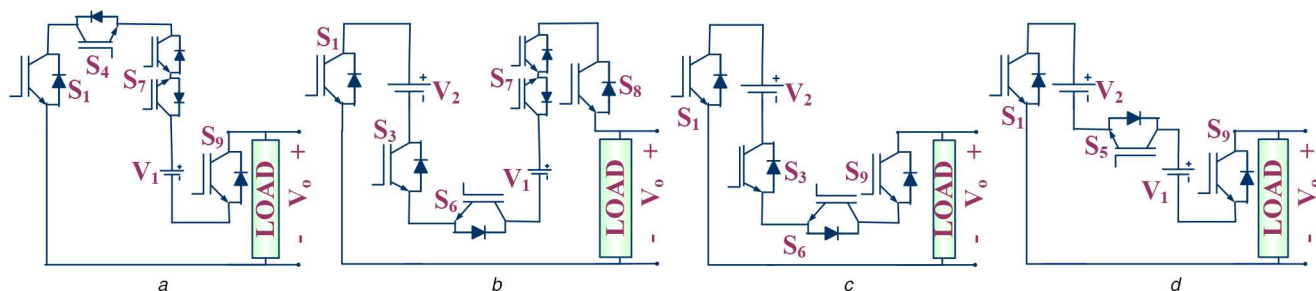 S4
S7
S1
V1
S9
LOAD
+
Vo
-
a
S1
+
-
V2
S3
S6
S7
S8
+
-
V1
LOAD
+
Vo
-
b
S1
+
-
V2
S3
S9
S6
LOAD
+
Vo
-
c
S1
+
-
V2
S5
S9
+
-
V1
LOAD
+
Vo
-
d